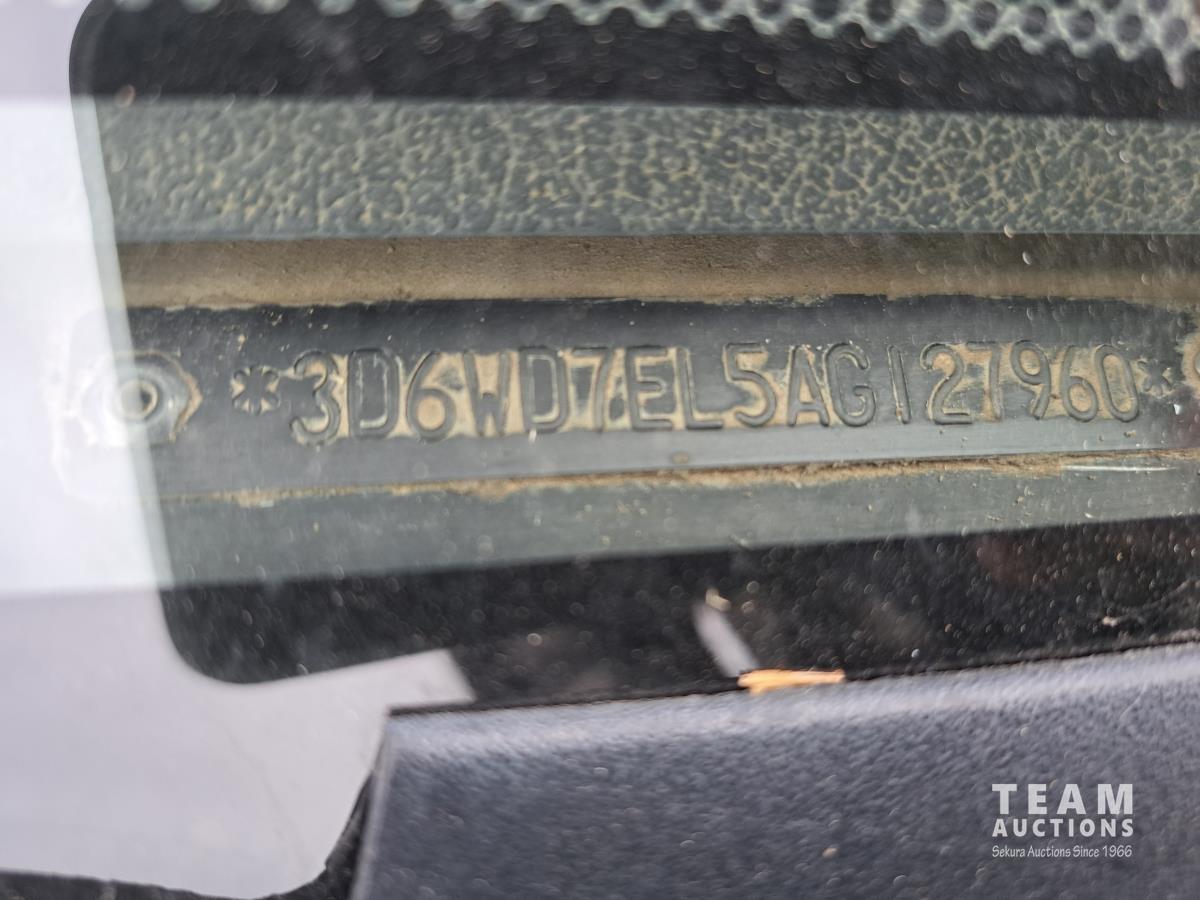 *3D6WD7EL5AG127960*
TEAM
AUCTIONS
Sekura Auctions Since 1966